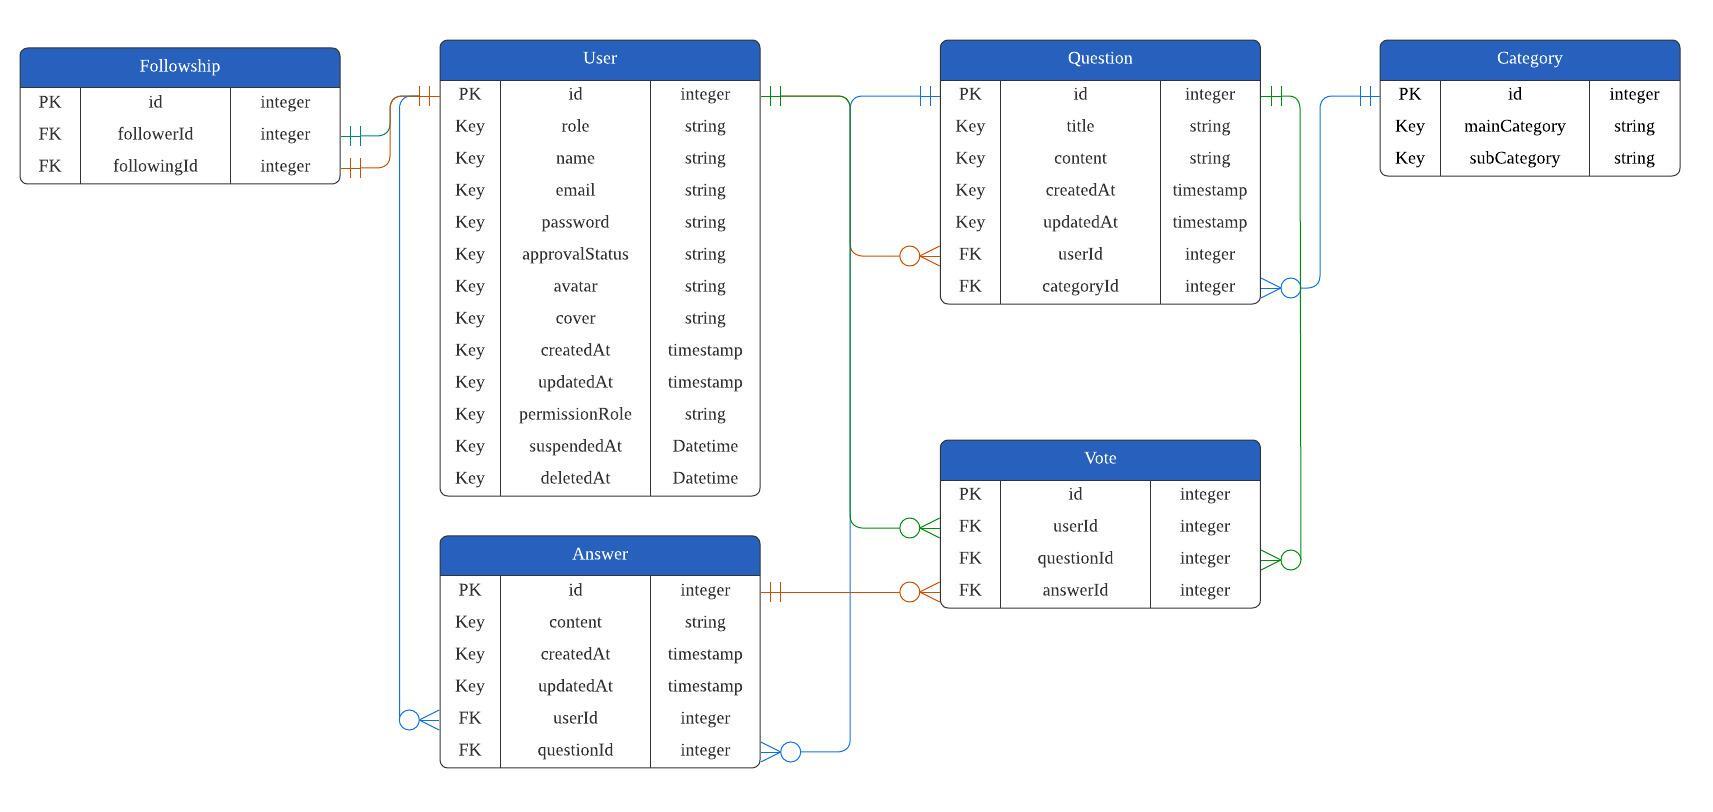 Followship
PK id integer
FK followerId integer
FK followingId integer
User
PK id integer
Key role string
Key name string
Key email string
Key password string
Key approvalStatus string
Key avatar string
Key cover string
Key createdAt timestamp
Key updatedAt timestamp
Key permissionRole string
Key suspendedAt Datetime
Key deletedAt Datetime
Question
PK id integer
Key title string
Key content string
Key createdAt timestamp
Key updatedAt timestamp
FK userId integer
FK categoryId integer
Category
PK id integer
Key mainCategory string
Key subCategory string
Answer
PK id integer
Key content string
Key createdAt timestamp
Key updatedAt timestamp
FK userId integer
FK questionId integer
Vote
PK id integer
FK userId integer
FK questionId integer
FK answerId integer